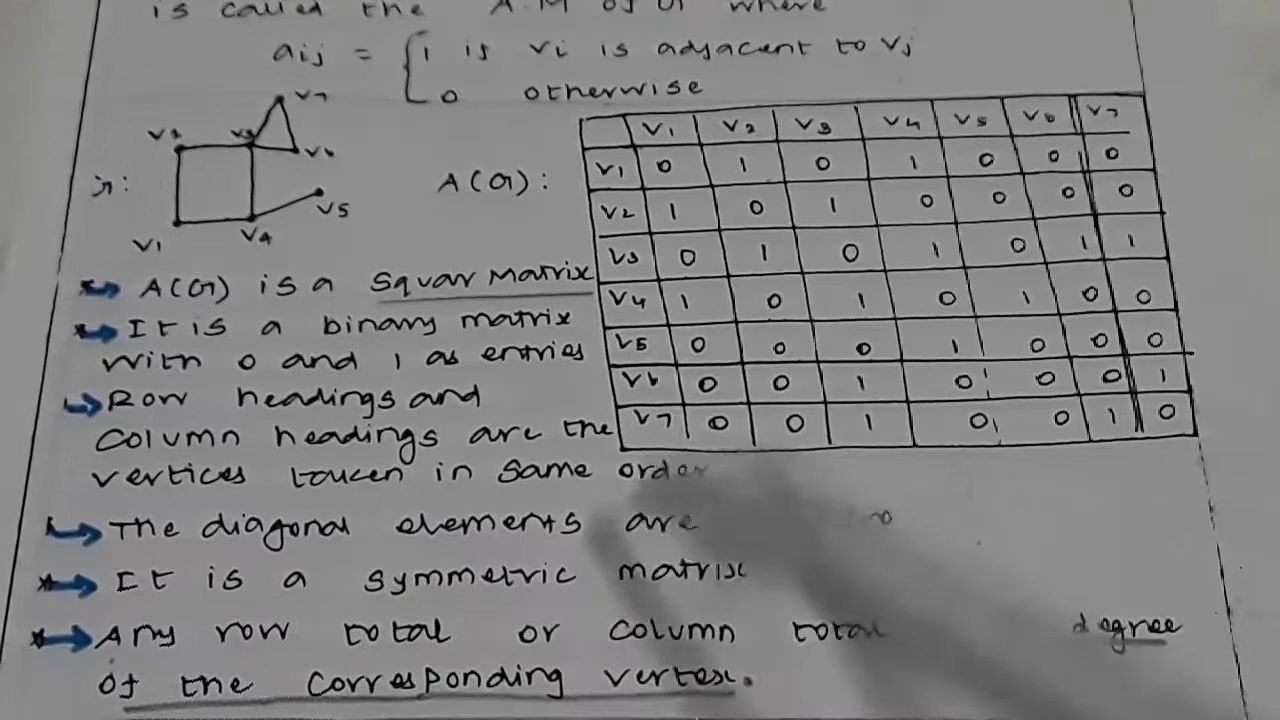 is called the A.M of G where
aij = { 1 is vi is adjacent to vj
0 otherwise
v7
v2 v3 v6
G: v5
v1 v4
A(G):
v1 v2 v3 v4 v5 v6 v7
v1 0 1 0 1 0 0 0
v2 1 0 1 0 0 0 0
v3 0 1 0 1 0 1 1
v4 1 0 1 0 1 0 0
v5 0 0 0 1 0 0 0
v6 0 0 1 0 0 0 1
v7 0 0 1 0 0 1 0
A(G) is a squar matrix
It is a binary matrix
with 0 and 1 as entries
Row headings and
column headings are the
vertices taken in same order
The diagonal elements are
It is a symmetric matrix
Any row total or column total degree
of the corresponding vertex.